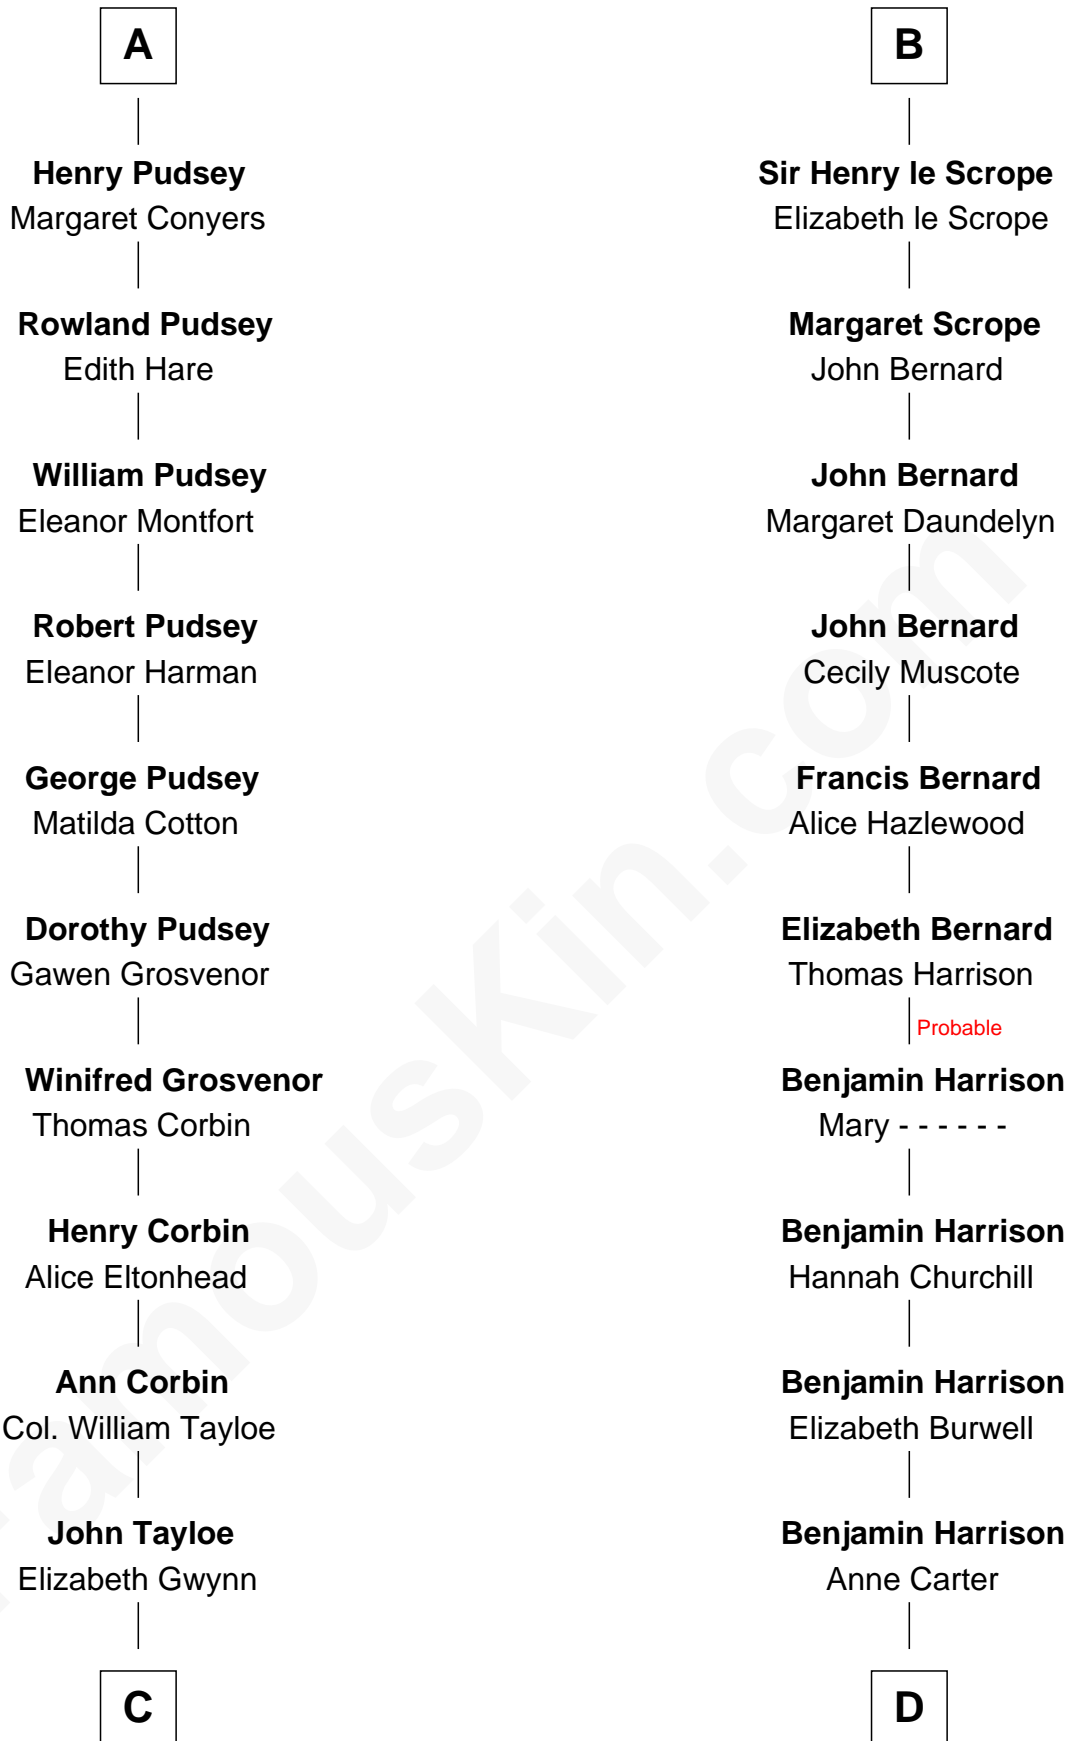 A
Henry Pudsey
Margaret Conyers
Rowland Pudsey
Edith Hare
William Pudsey
Eleanor Montfort
Robert Pudsey
Eleanor Harman
George Pudsey
Matilda Cotton
Dorothy Pudsey
Gawen Grosvenor
Winifred Grosvenor
Thomas Corbin
Henry Corbin
Alice Eltonhead
Ann Corbin
Col. William Tayloe
John Tayloe
Elizabeth Gwynn
C
B
Sir Henry le Scrope
Elizabeth le Scrope
Margaret Scrope
John Bernard
John Bernard
Margaret Daundelyn
John Bernard
Cecily Muscote
Francis Bernard
Alice Hazlewood
Elizabeth Bernard
Thomas Harrison
Probable
Benjamin Harrison
Mary - - - - - -
Benjamin Harrison
Hannah Churchill
Benjamin Harrison
Elizabeth Burwell
Benjamin Harrison
Anne Carter
D
FamousKin.com